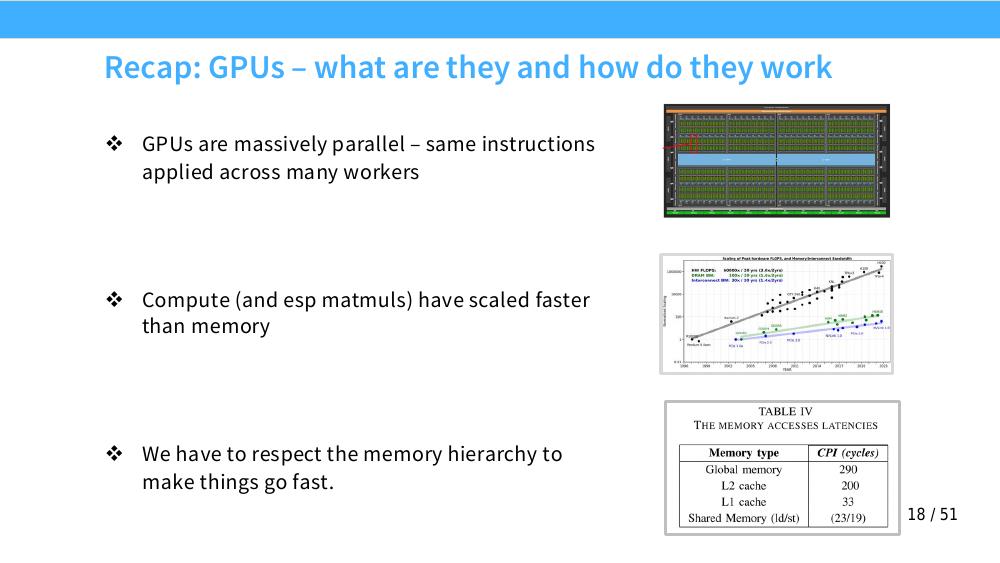 Recap: GPUs – what are they and how do they work
❖ GPUs are massively parallel – same instructions
applied across many workers
❖ Compute (and esp matmuls) have scaled faster
than memory
Scaling of Peak hardware FLOPS, and Memory/Interconnect Bandwidth
HW FLOPS: 60000x / 20 yrs (3.0x/2yrs)
DRAM BW: 100x / 20 yrs (1.6x/2yrs)
Interconnect BW: 30x / 20 yrs (1.4x/2yrs)
YEAR
❖ We have to respect the memory hierarchy to
make things go fast.
TABLE IV
THE MEMORY ACCESSES LATENCIES
Memory type CPI (cycles)
Global memory 290
L2 cache 200
L1 cache 33
Shared Memory (ld/st) (23/19)
18 / 51